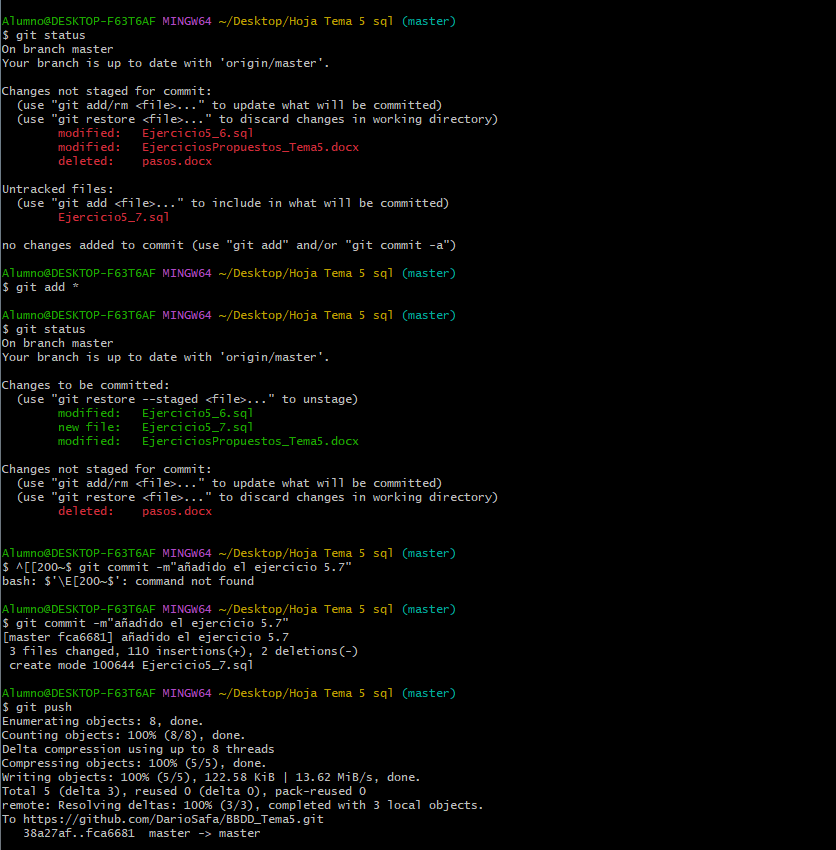 Alumno@DESKTOP-F63T6AF MINGW64 ~/Desktop/Hoja Tema 5 sql (master)
$ git status
On branch master
Your branch is up to date with 'origin/master'.

Changes not staged for commit:
  (use "git add/rm <file>..." to update what will be committed)
  (use "git restore <file>..." to discard changes in working directory)
        modified:   Ejercicio5_6.sql
        modified:   EjerciciosPropuestos_Tema5.docx
        deleted:    pasos.docx

Untracked files:
  (use "git add <file>..." to include in what will be committed)
        Ejercicio5_7.sql

no changes added to commit (use "git add" and/or "git commit -a")

Alumno@DESKTOP-F63T6AF MINGW64 ~/Desktop/Hoja Tema 5 sql (master)
$ git add *

Alumno@DESKTOP-F63T6AF MINGW64 ~/Desktop/Hoja Tema 5 sql (master)
$ git status
On branch master
Your branch is up to date with 'origin/master'.

Changes to be committed:
  (use "git restore --staged <file>..." to unstage)
        modified:   Ejercicio5_6.sql
        new file:   Ejercicio5_7.sql
        modified:   EjerciciosPropuestos_Tema5.docx

Changes not staged for commit:
  (use "git add/rm <file>..." to update what will be committed)
  (use "git restore <file>..." to discard changes in working directory)
        deleted:    pasos.docx


Alumno@DESKTOP-F63T6AF MINGW64 ~/Desktop/Hoja Tema 5 sql (master)
$ ^[[200~$ git commit -m"añadido el ejercicio 5.7"
bash: $'\E[200~$': command not found

Alumno@DESKTOP-F63T6AF MINGW64 ~/Desktop/Hoja Tema 5 sql (master)
$ git commit -m"añadido el ejercicio 5.7"
[master fca6681] añadido el ejercicio 5.7
 3 files changed, 110 insertions(+), 2 deletions(-)
 create mode 100644 Ejercicio5_7.sql

Alumno@DESKTOP-F63T6AF MINGW64 ~/Desktop/Hoja Tema 5 sql (master)
$ git push
Enumerating objects: 8, done.
Counting objects: 100% (8/8), done.
Delta compression using up to 8 threads
Compressing objects: 100% (5/5), done.
Writing objects: 100% (5/5), 122.58 KiB | 13.62 MiB/s, done.
Total 5 (delta 3), reused 0 (delta 0), pack-reused 0
remote: Resolving deltas: 100% (3/3), completed with 3 local objects.
To https://github.com/DarioSafa/BBDD_Tema5.git
   38a27af..fca6681  master -> master